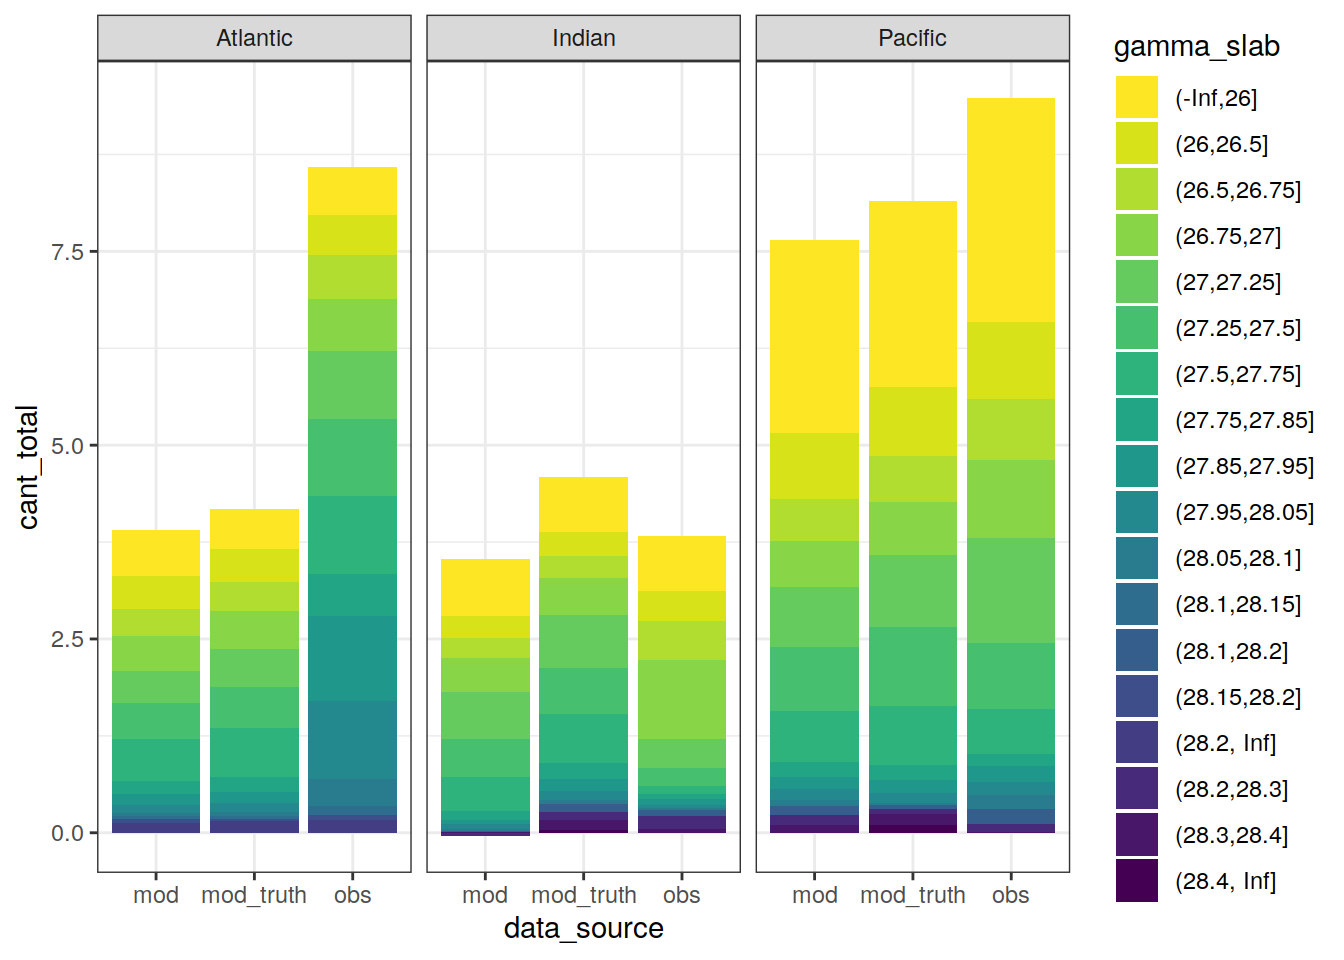 Atlantic
Indian
Pacific
gamma_slab
(-Inf,26]
(26,26.5]
(26.5,26.75]
(26.75,27]
(27,27.25]
(27.25,27.5]
(27.5,27.75]
(27.75,27.85]
(27.85,27.95]
(27.95,28.05]
(28.05,28.1]
(28.1,28.15]
(28.1,28.2]
(28.15,28.2]
(28.2, Inf]
(28.2,28.3]
(28.3,28.4]
(28.4, Inf]
cant_total
7.5
5.0
2.5
0.0
mod mod_truth obs
mod mod_truth obs
mod mod_truth obs
data_source